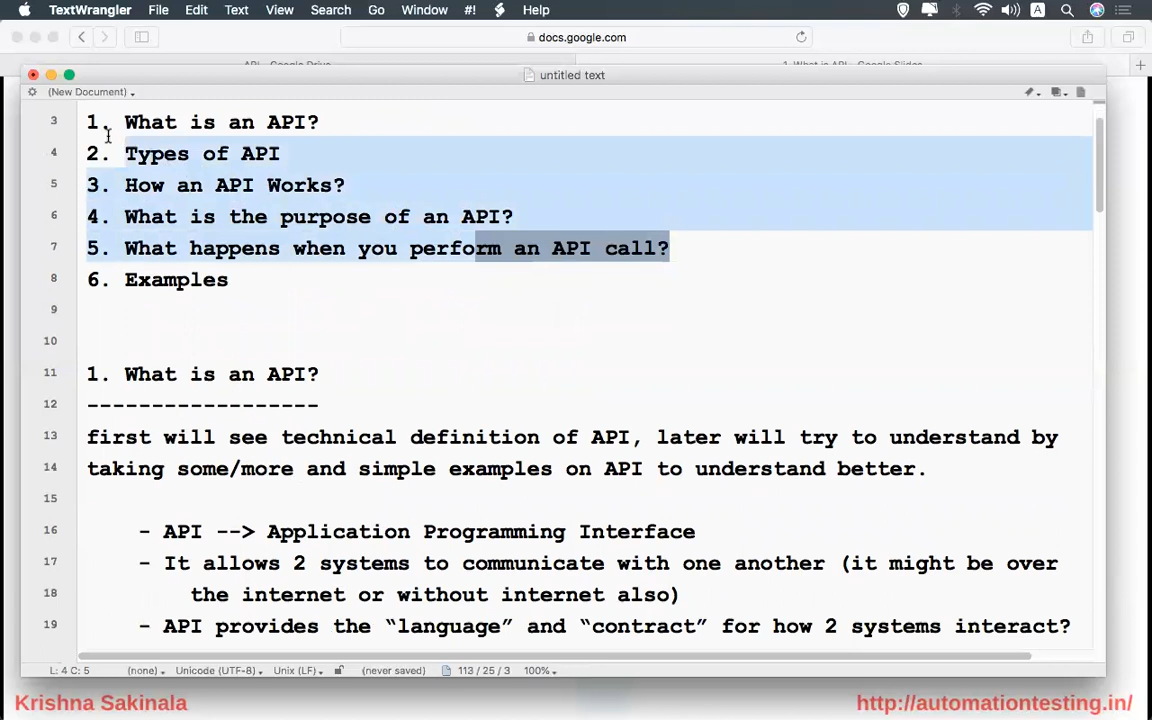 TextWrangler File Edit Text View Search Go Window #! Help
docs.google.com
untitled text
(New Document)
3 1. What is an API?
4 2. Types of API
5 3. How an API Works?
6 4. What is the purpose of an API?
7 5. What happens when you perform an API call?
8 6. Examples
9
10
11 1. What is an API?
12 ------------------
13 first will see technical definition of API, later will try to understand by
14 taking some/more and simple examples on API to understand better.
15
16 - API --> Application Programming Interface
17 - It allows 2 systems to communicate with one another (it might be over
18 the internet or without internet also)
19 - API provides the “language” and “contract” for how 2 systems interact?
L: 4 C: 5 (none) Unicode (UTF-8) Unix (LF) (never saved) 113 / 25 / 3 100%
Krishna Sakinala http://automationtesting.in/